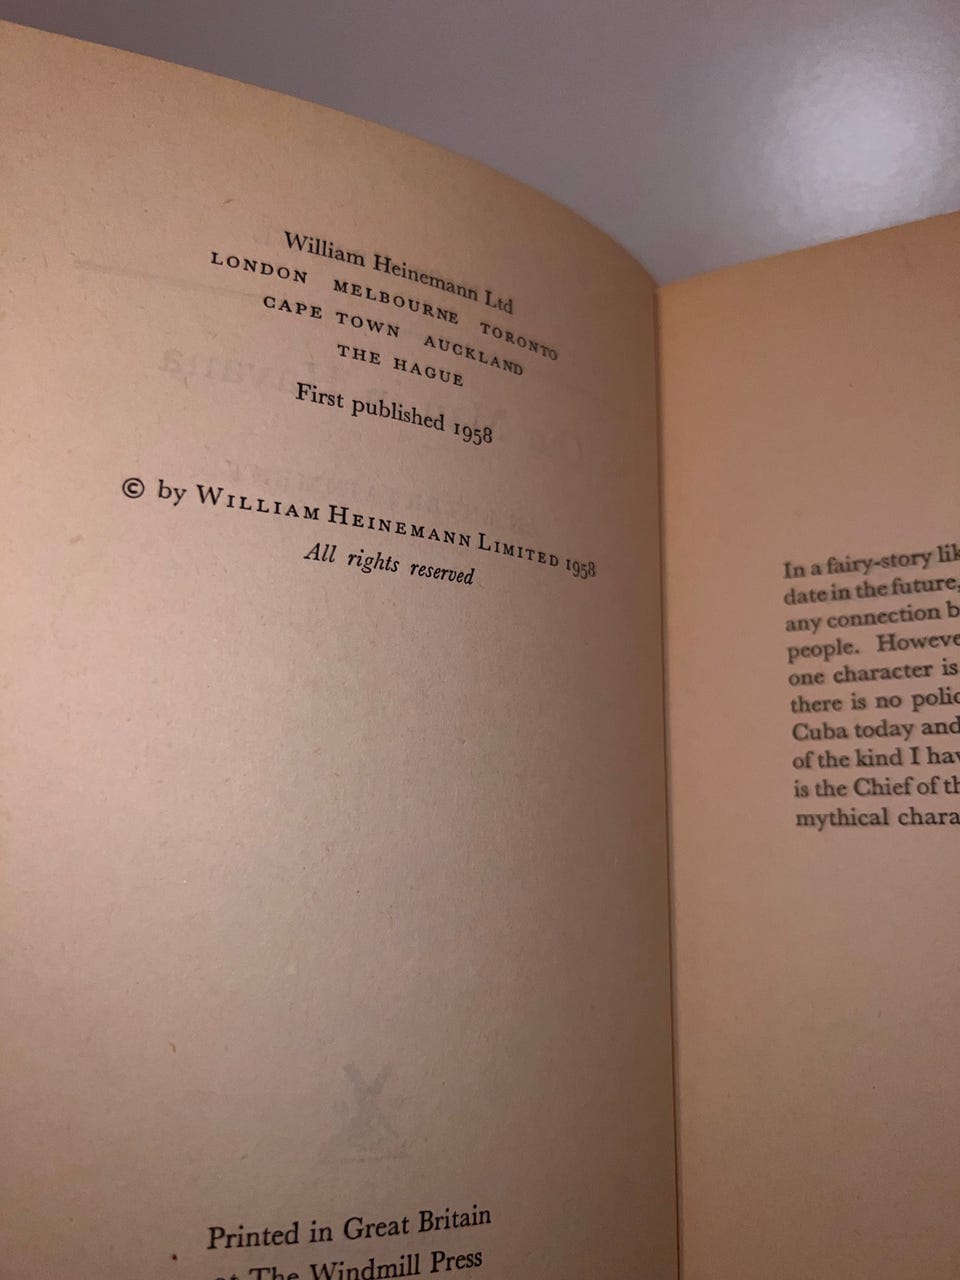 William Heinemann Ltd
LONDON MELBOURNE TORONTO
CAPE TOWN AUCKLAND
THE HAGUE
First published 1958
© by WILLIAM HEINEMANN LIMITED 1958
All rights reserved
Printed in Great Britain
at The Windmill Press
In a fairy-story lik
date in the future,
any connection b
people. Howeve
one character is
there is no polic
Cuba today and
of the kind I hav
is the Chief of th
mythical chara